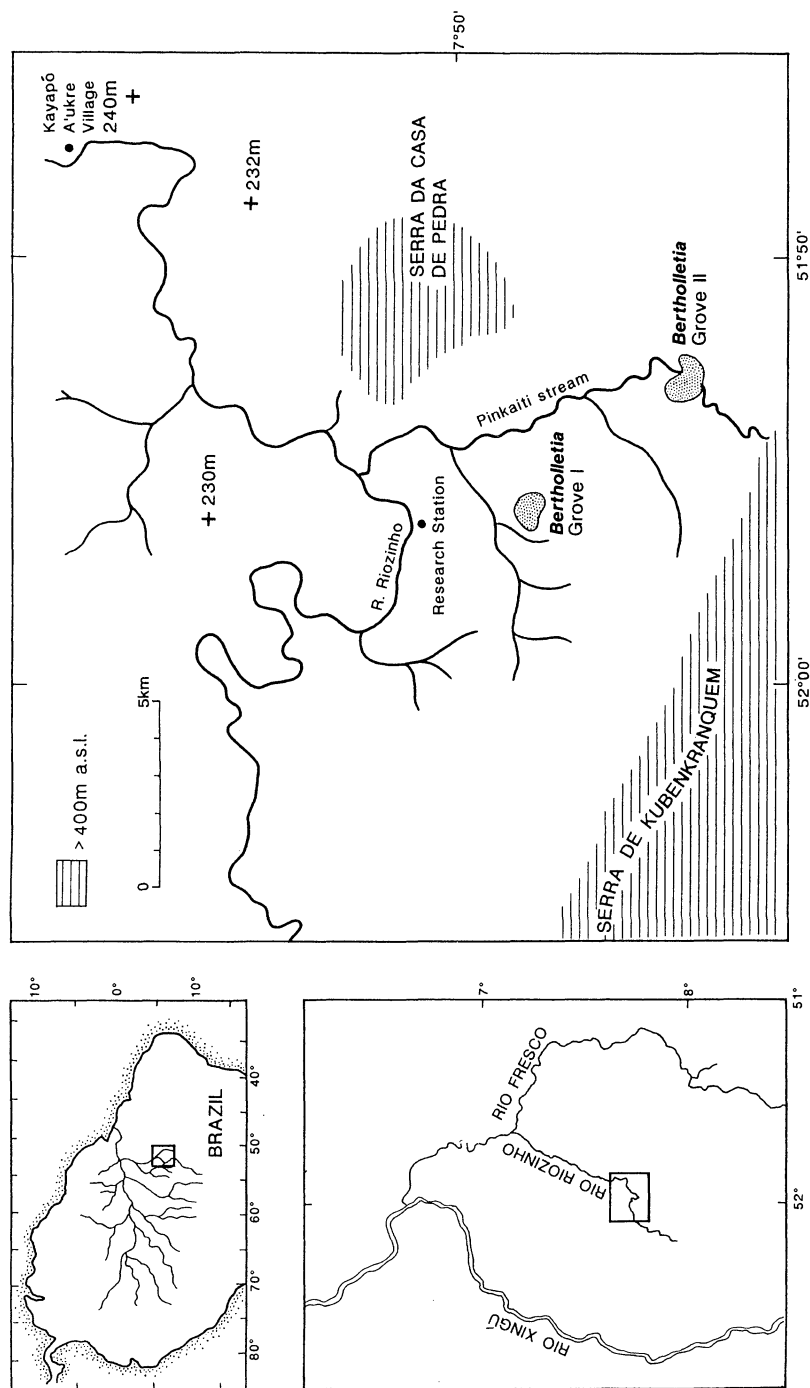 10°
0°
10°
40°
50°
60°
70°
80°
BRAZIL
7°
8°
51°
52°
RIO FRESCO
RIO RIOZINHO
RIO XINGÚ
> 400m a.s.l.
0
5km
Kayapó
A'ukre
Village
240m
+
+ 232m
+ 230m
7°50'
SERRA DA CASA
DE PEDRA
R. Riozinho
Research Station
Pinkaiti stream
Bertholletia
Grove I
Bertholletia
Grove II
SERRA DE KUBENKRANQUEM
52°00'
51°50'